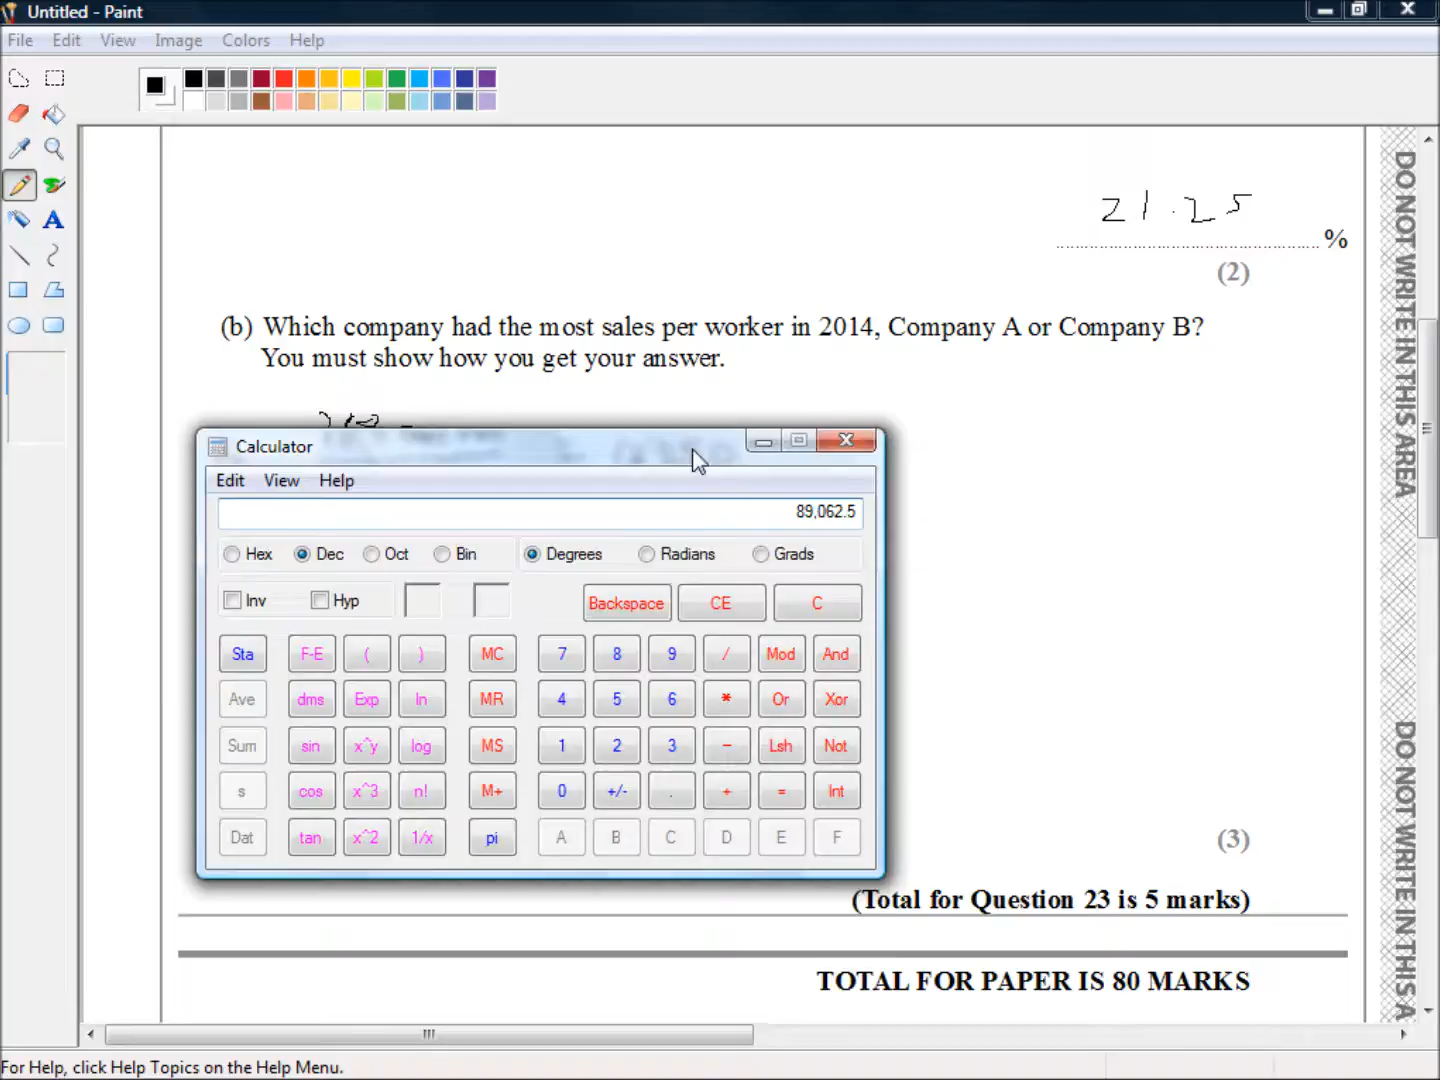 Untitled - Paint
File Edit View Image Colors Help
21.25
%
(2)
(b) Which company had the most sales per worker in 2014, Company A or Company B?
You must show how you get your answer.
Calculator
Edit View Help
89,062.5
Hex Dec Oct Bin Degrees Radians Grads
Inv Hyp Backspace CE C
Sta F-E ( ) MC 7 8 9 / Mod And
Ave dms Exp ln MR 4 5 6 * Or Xor
Sum sin x^y log MS 1 2 3 - Lsh Not
s cos x^3 n! M+ 0 +/- . + = Int
Dat tan x^2 1/x pi A B C D E F
(3)
(Total for Question 23 is 5 marks)
TOTAL FOR PAPER IS 80 MARKS
DO NOT WRITE IN THIS AREA
DO NOT WRITE IN THIS A
For Help, click Help Topics on the Help Menu.